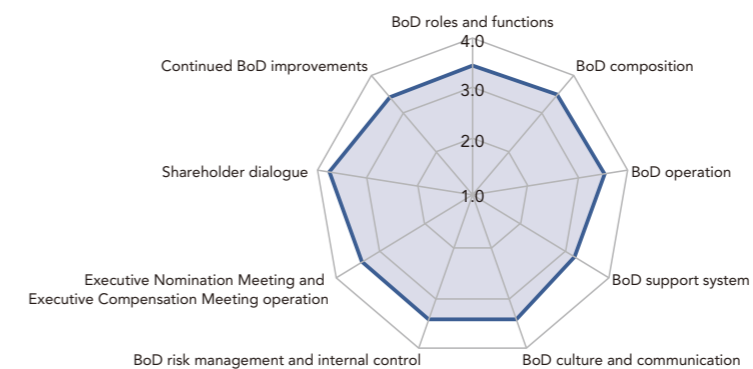 BoD roles and functions
4.0
Continued BoD improvements
BoD composition
3.0
2.0
Shareholder dialogue
BoD operation
1.0
Executive Nomination Meeting and
Executive Compensation Meeting operation
BoD support system
BoD risk management and internal control
BoD culture and communication